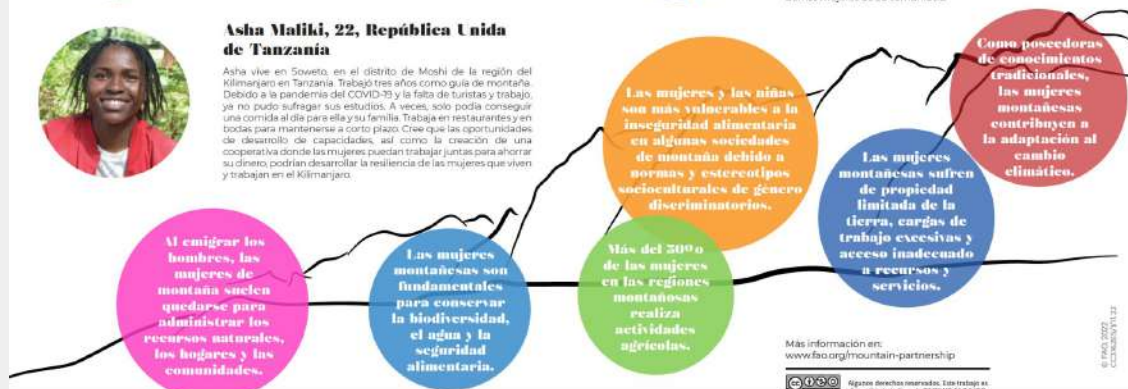 Asha Maliki, 22, República Unida
de Tanzanía
Asha vive en Soweto, en el distrito de Moshi de la región del
Kilimanjaro en Tanzania. Trabajó tres años como guía de montaña.
Debido a la pandemia del COVID-19 y la falta de turistas y trabajo,
ya no pudo sufragar sus estudios. A veces, solo podía conseguir
una comida al día para ella y su familia. Trabaja en restaurantes y en
bodas para mantenerse a corto plazo. Cree que las oportunidades
de desarrollo de capacidades, así como la creación de una
cooperativa donde las mujeres puedan trabajar juntas para ahorrar
su dinero, podrían desarrollar la resiliencia de las mujeres que viven
y trabajan en el Kilimanjaro.
Al emigrar los
hombres, las
mujeres de
montaña suelen
quedarse para
administrar los
recursos naturales,
los hogares y las
comunidades.
Las mujeres
montañesas son
fundamentales
para conservar
la biodiversidad,
el agua y la
seguridad
alimentaria.
Las mujeres y las niñas
son más vulnerables a la
inseguridad alimentaria
en algunas sociedades
de montaña debido a
normas y estereotipos
socioculturales de género
discriminatorios.
Más del 50%
de las mujeres
en las regiones
montañosas
realiza
actividades
agrícolas.
Las mujeres
montañesas sufren
de propiedad
limitada de la
tierra, cargas de
trabajo excesivas y
acceso inadecuado
a recursos y
servicios.
Como poseedoras
de conocimientos
tradicionales,
las mujeres
montañesas
contribuyen a
la adaptación al
cambio
climático.
Más información en:
www.fao.org/mountain-partnership
Algunos derechos reservados. Este trabajo es
© FAO, 2022